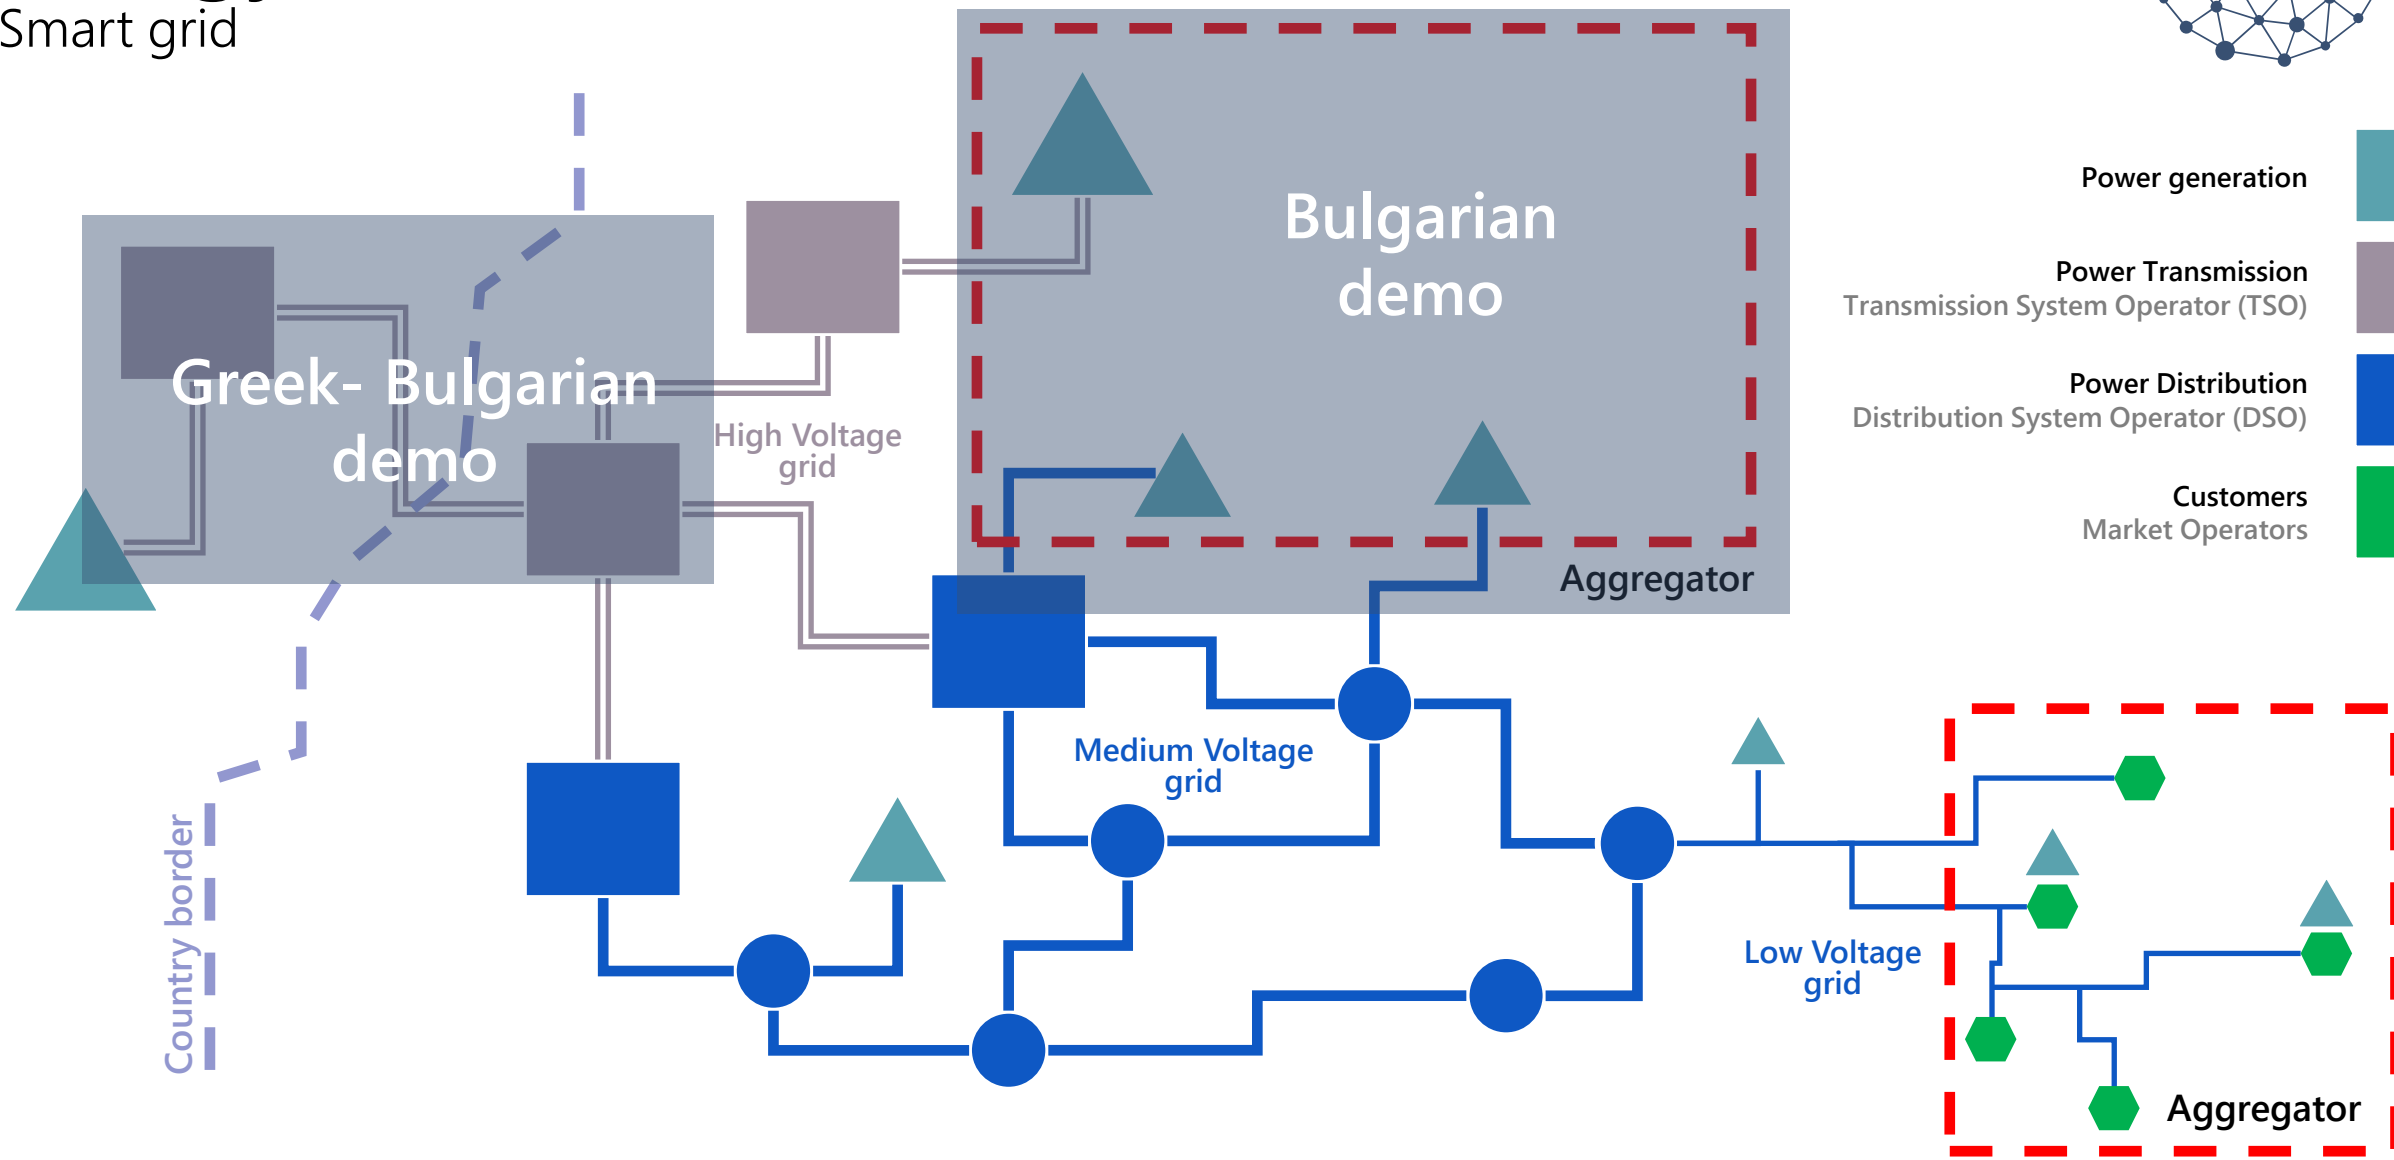 Smart grid
Bulgarian
demo
Greek- Bulgarian
demo
High Voltage
grid
Aggregator
Power generation
Power Transmission
Transmission System Operator (TSO)
Power Distribution
Distribution System Operator (DSO)
Customers
Market Operators
Medium Voltage
grid
Low Voltage
grid
Country border
Aggregator